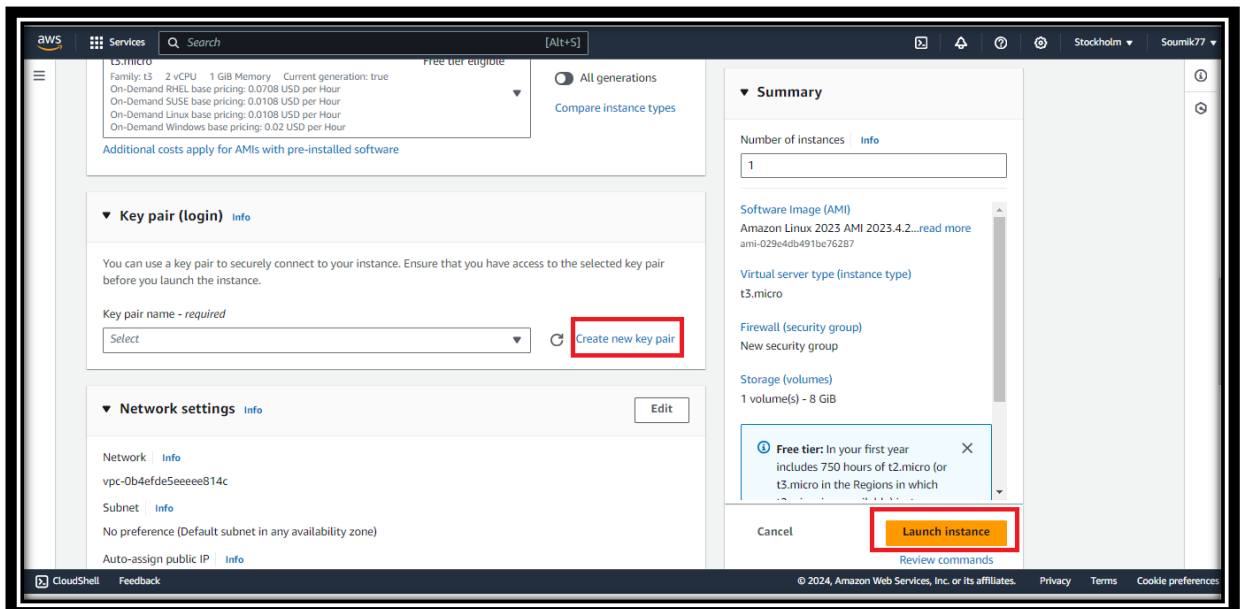 aws
Services
Search
[Alt+S]
Stockholm
Soumik77
t3.micro
Free tier eligible
Family: t3 2 vCPU 1 GiB Memory Current generation: true
On-Demand RHEL base pricing: 0.0708 USD per Hour
On-Demand SUSE base pricing: 0.0108 USD per Hour
On-Demand Linux base pricing: 0.0108 USD per Hour
On-Demand Windows base pricing: 0.02 USD per Hour
All generations
Compare instance types
Additional costs apply for AMIs with pre-installed software
Key pair (login) Info
You can use a key pair to securely connect to your instance. Ensure that you have access to the selected key pair
before you launch the instance.
Key pair name - required
Select
Create new key pair
Network settings Info
Edit
Network Info
vpc-0b4efde5eeeee814c
Subnet Info
No preference (Default subnet in any availability zone)
Auto-assign public IP Info
Summary
Number of instances Info
1
Software Image (AMI)
Amazon Linux 2023 AMI 2023.4.2...read more
ami-029e4db491be76287
Virtual server type (instance type)
t3.micro
Firewall (security group)
New security group
Storage (volumes)
1 volume(s) - 8 GiB
Free tier: In your first year
includes 750 hours of t2.micro (or
t3.micro in the Regions in which
Cancel
Launch instance
Review commands
CloudShell
Feedback
© 2024, Amazon Web Services, Inc. or its affiliates.
Privacy
Terms
Cookie preferences